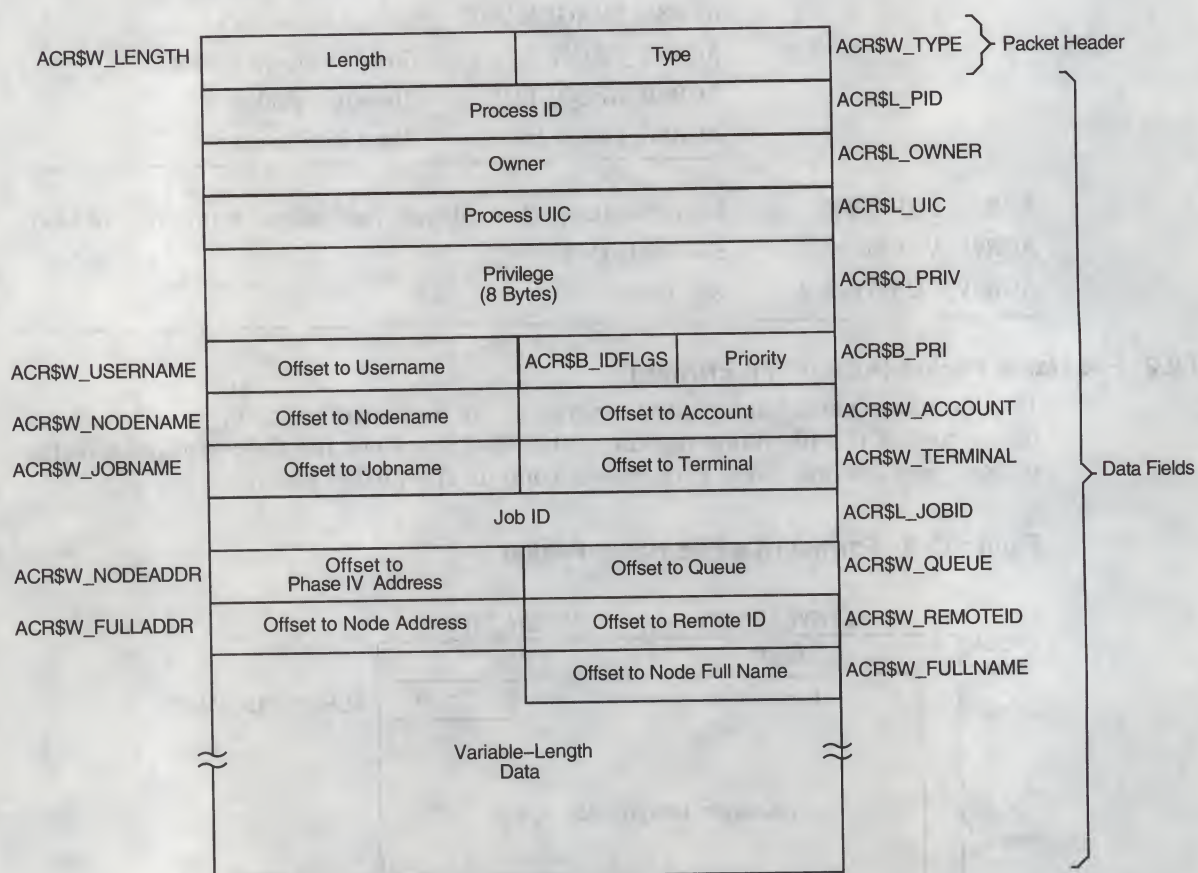 ACR$W_LENGTH Length Type ACR$W_TYPE Packet Header
Process ID ACR$L_PID
Owner ACR$L_OWNER
Process UIC ACR$L_UIC
Privilege
(8 Bytes) ACR$Q_PRIV
ACR$W_USERNAME Offset to Username ACR$B_IDFLGS Priority ACR$B_PRI
ACR$W_NODENAME Offset to Nodename Offset to Account ACR$W_ACCOUNT
ACR$W_JOBNAME Offset to Jobname Offset to Terminal ACR$W_TERMINAL
Data Fields
Job ID ACR$L_JOBID
ACR$W_NODEADDR Offset to
Phase IV Address Offset to Queue ACR$W_QUEUE
ACR$W_FULLADDR Offset to Node Address Offset to Remote ID ACR$W_REMOTEID
Offset to Node Full Name ACR$W_FULLNAME
Variable–Length
Data